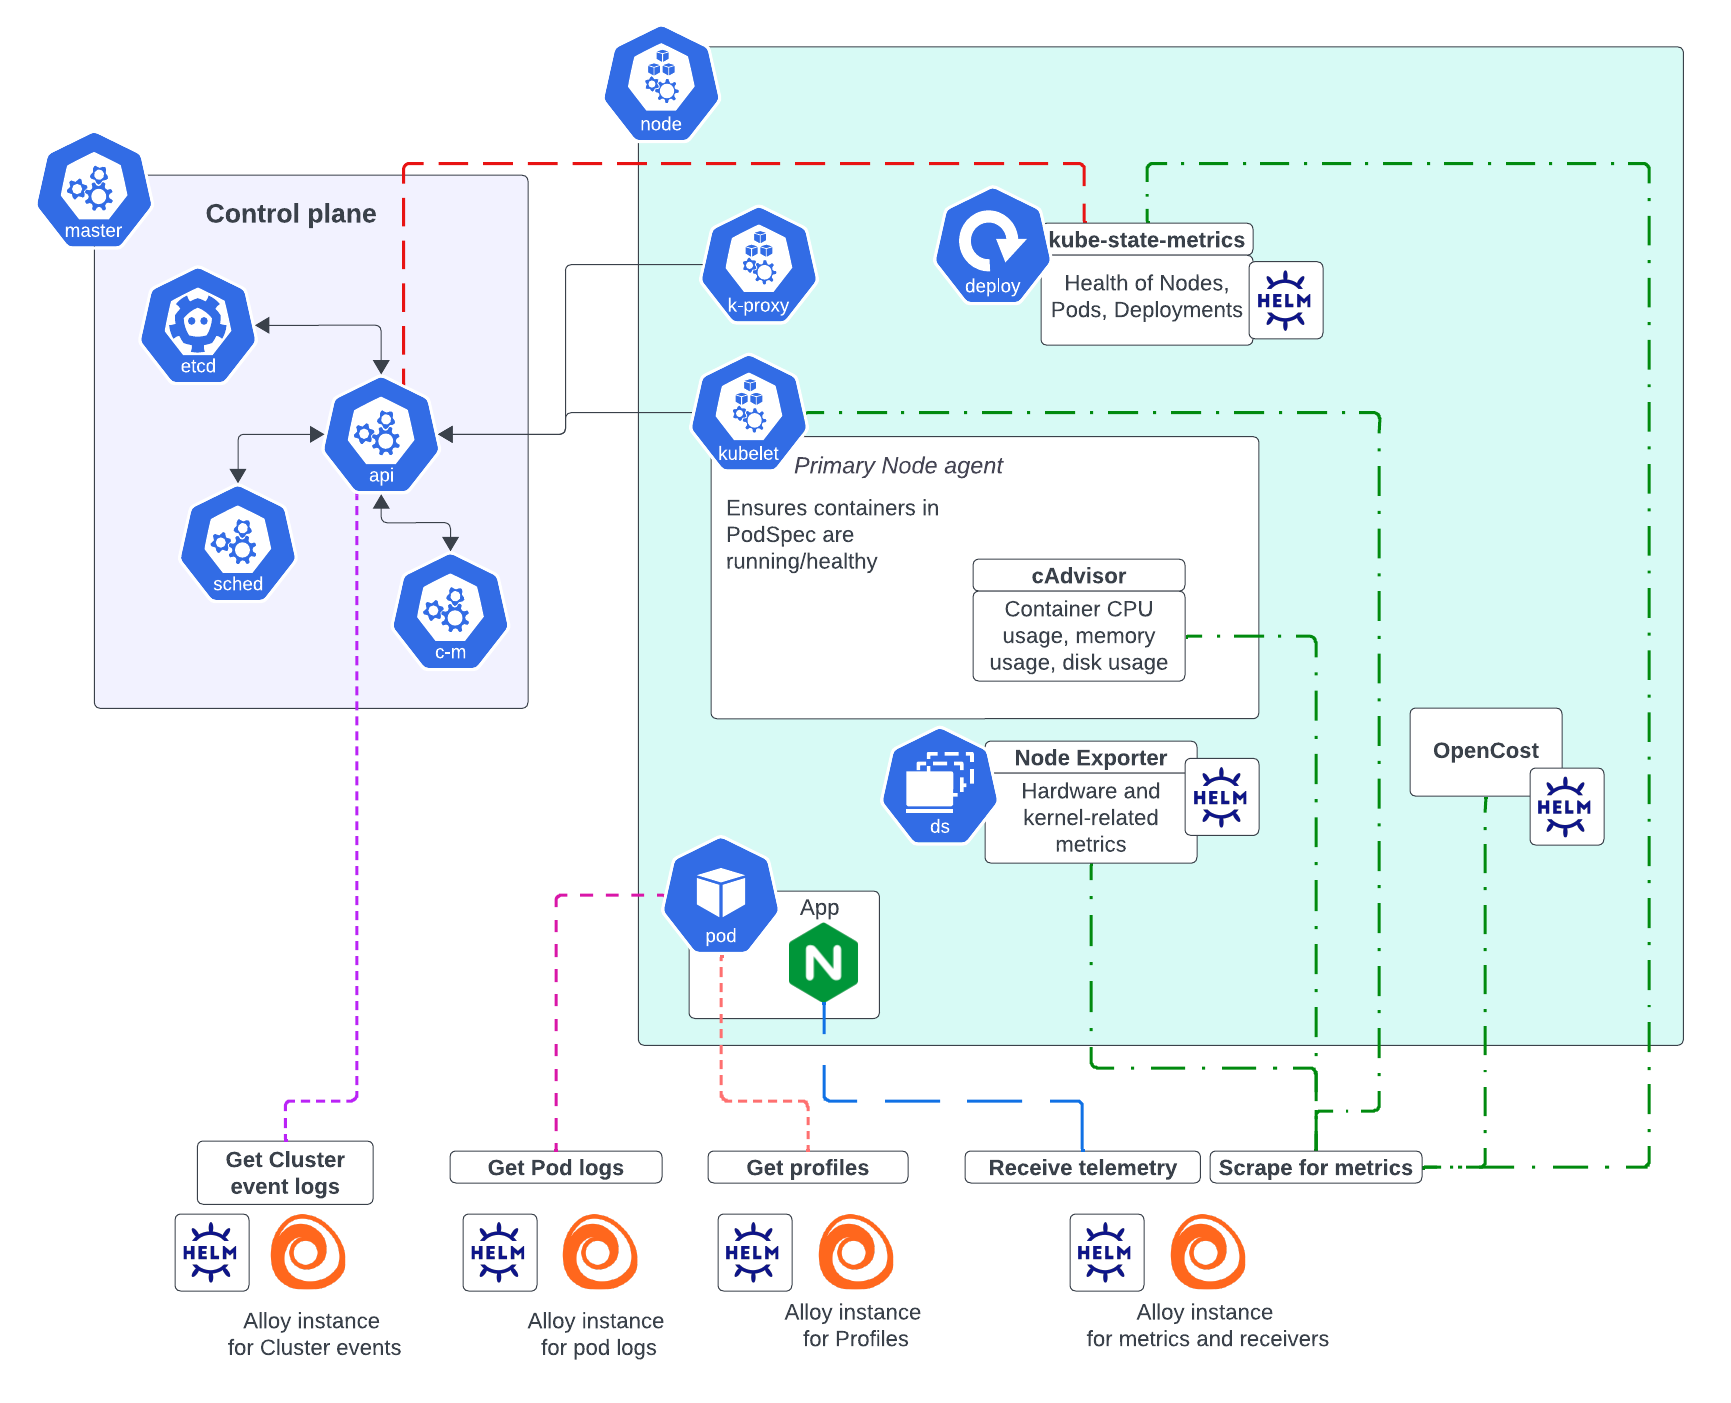 node
master
Control plane
etcd
api
sched
c-m
k-proxy
deploy
kube-state-metrics
Health of Nodes,
Pods, Deployments
HELM
kubelet
Primary Node agent
Ensures containers in
PodSpec are
running/healthy
cAdvisor
Container CPU
usage, memory
usage, disk usage
ds
Node Exporter
Hardware and
kernel-related
metrics
HELM
OpenCost
HELM
pod
App
N
Get Cluster
event logs
HELM
Alloy instance
for Cluster events
Get Pod logs
HELM
Alloy instance
for pod logs
Get profiles
HELM
Alloy instance
for Profiles
Receive telemetry
Scrape for metrics
HELM
Alloy instance
for metrics and receivers